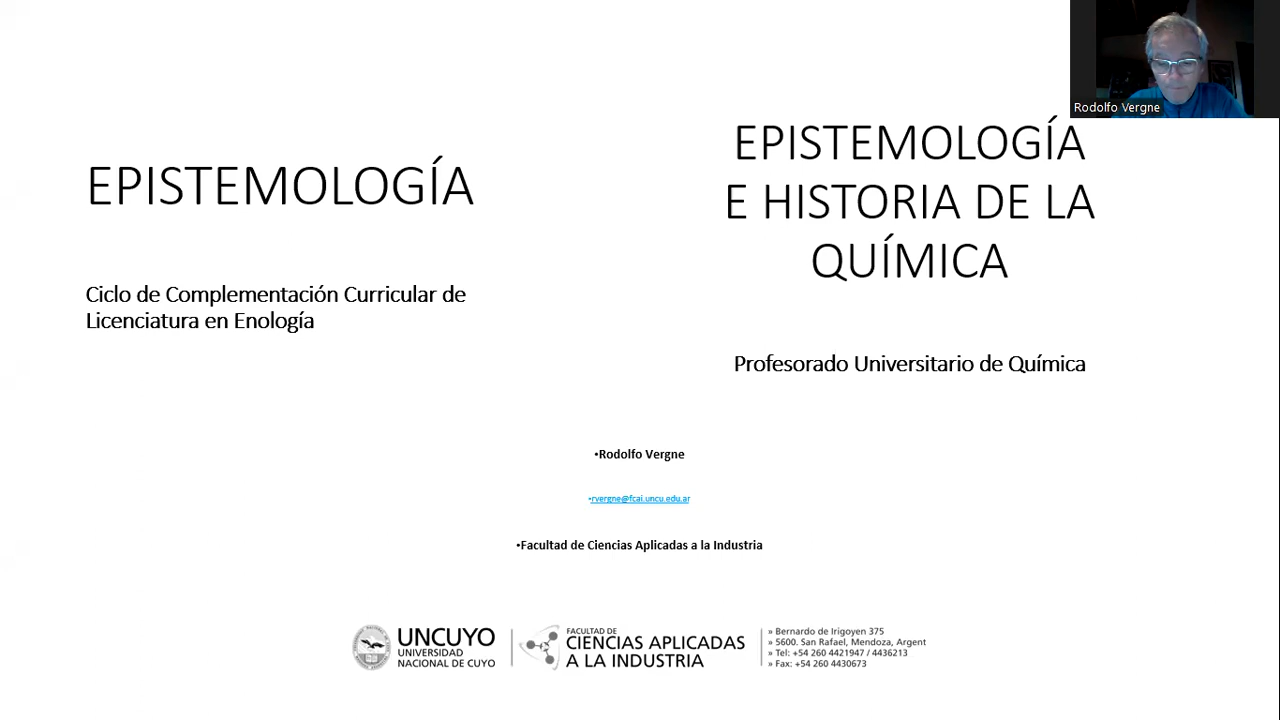 Rodolfo Vergne
EPISTEMOLOGÍA
Ciclo de Complementación Curricular de
Licenciatura en Enología
EPISTEMOLOGÍA
E HISTORIA DE LA
QUÍMICA
Profesorado Universitario de Química
•Rodolfo Vergne
•rvergne@fcai.uncu.edu.ar
•Facultad de Ciencias Aplicadas a la Industria
UNCUYO
UNIVERSIDAD
NACIONAL DE CUYO
FACULTAD DE
CIENCIAS APLICADAS
A LA INDUSTRIA
» Bernardo de Irigoyen 375
» 5600. San Rafael, Mendoza, Argent
» Tel: +54 260 4421947 / 4436213
» Fax: +54 260 4430673